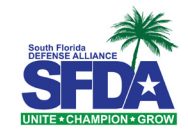 South Florida
DEFENSE ALLIANCE
SFDA
UNITE★CHAMPION★GROW